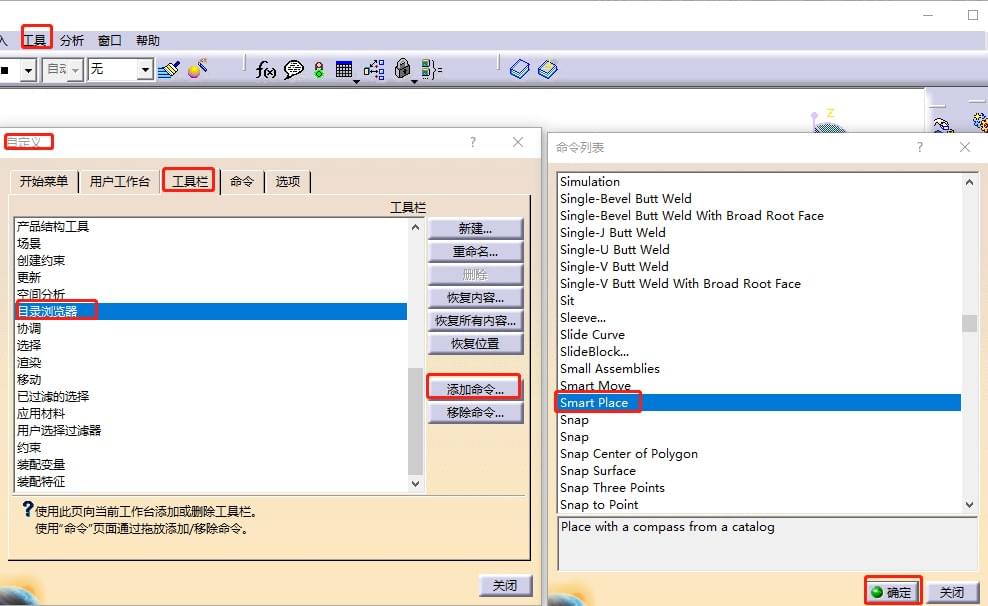 入 工具 分析 窗口 帮助
自动 无 f(x)
z
自定义 ?
开始菜单 用户工作台 工具栏 命令 选项
工具栏
产品结构工具
场景
创建约束
更新
空间分析
目录浏览器
协调
选择
渲染
移动
已过滤的选择
应用材料
用户选择过滤器
约束
装配变量
装配特征
新建...
重命名...
删除
恢复内容...
恢复所有内容...
恢复位置
添加命令...
移除命令...
?使用此页向当前工作台添加或删除工具栏。
使用“命令”页面通过拖放添加/移除命令。
关闭
命令列表 ?
Simulation
Single-Bevel Butt Weld
Single-Bevel Butt Weld With Broad Root Face
Single-J Butt Weld
Single-U Butt Weld
Single-V Butt Weld
Single-V Butt Weld With Broad Root Face
Sit
Sleeve...
Slide Curve
SlideBlock...
Small Assemblies
Smart Move
Smart Place
Snap
Snap
Snap Center of Polygon
Snap Surface
Snap Three Points
Snap to Point
Place with a compass from a catalog
确定 关闭